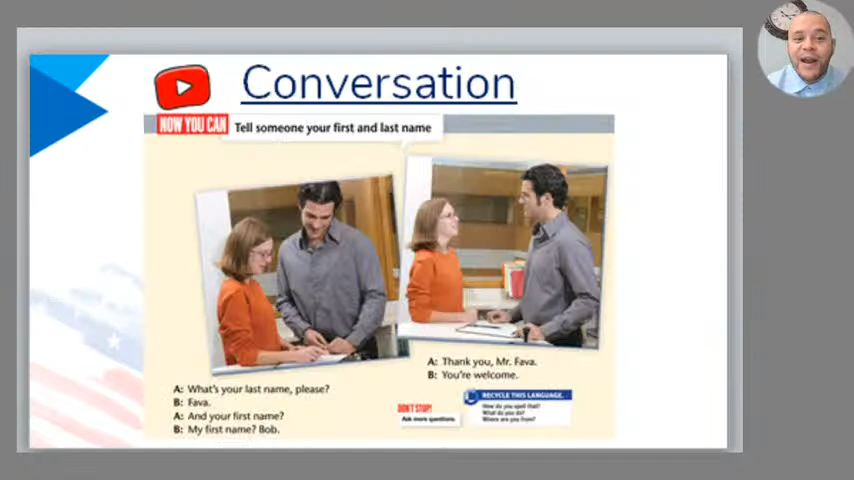 Conversation
NOW YOU CAN
Tell someone your first and last name
A: What's your last name, please?
B: Fava.
A: And your first name?
B: My first name? Bob.
A: Thank you, Mr. Fava.
B: You're welcome.
DON'T STOP!
Ask more questions.
RECYCLE THIS LANGUAGE.
How do you spell that?
What do you do?
Where are you from?